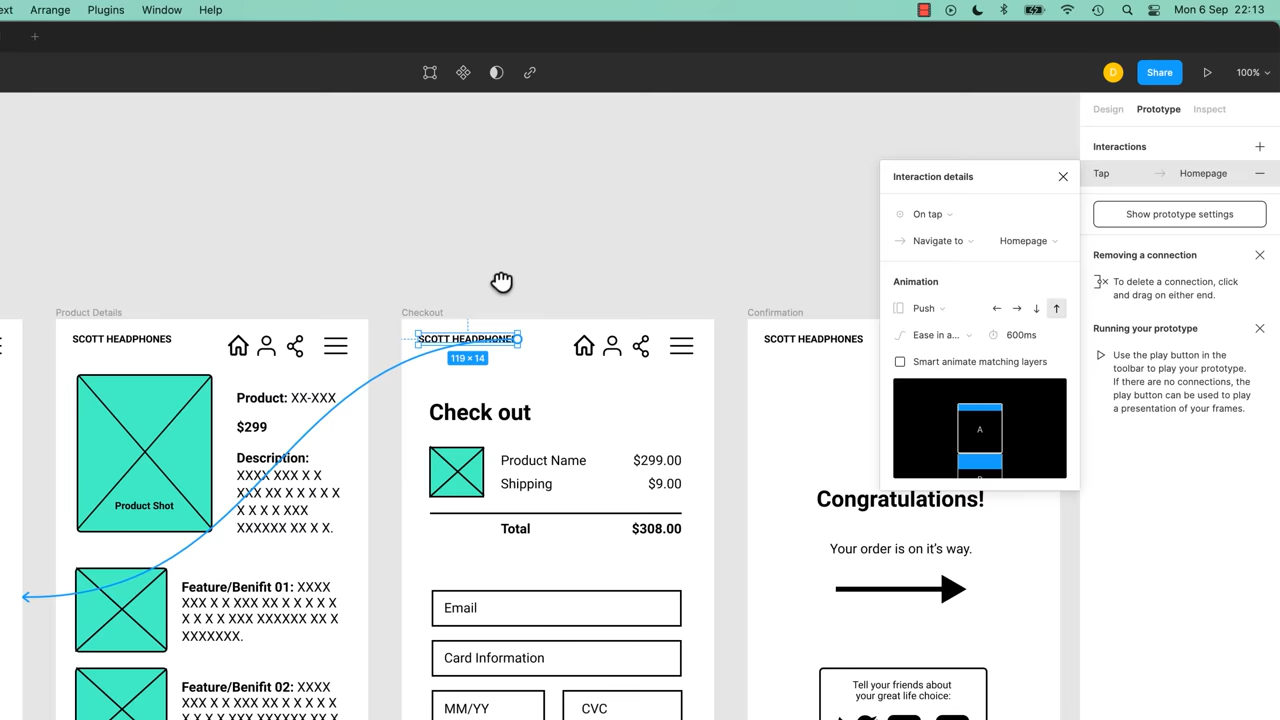 Arrange Plugins Window Help Mon 6 Sep 22:13
D Share 100%
Design Prototype Inspect
Interactions
Tap Homepage
Show prototype settings
Removing a connection
To delete a connection, click
and drag on either end.
Running your prototype
Use the play button in the
toolbar to play your prototype.
If there are no connections, the
play button can be used to play
a presentation of your frames.
Interaction details
On tap
Navigate to Homepage
Animation
Push
Ease in a... 600ms
Smart animate matching layers
A
Product Details
SCOTT HEADPHONES
Product: XX-XXX
$299
Description:
XXXX XXX X X
XXX XX X X X X X
X X X X XXX
XXXXXX XX X X.
Product Shot
Feature/Benifit 01: XXXX
XXX X X XXX XX X X X X X
X X X X XXX XXXXXX XX X
XXXXXXX.
Feature/Benifit 02: XXXX
XXX X X XXX XX X X X X X
Checkout
SCOTT HEADPHONES
119 × 14
Check out
Product Name $299.00
Shipping $9.00
Total $308.00
Email
Card Information
MM/YY CVC
Confirmation
SCOTT HEADPHONES
Congratulations!
Your order is on it’s way.
Tell your friends about
your great life choice: